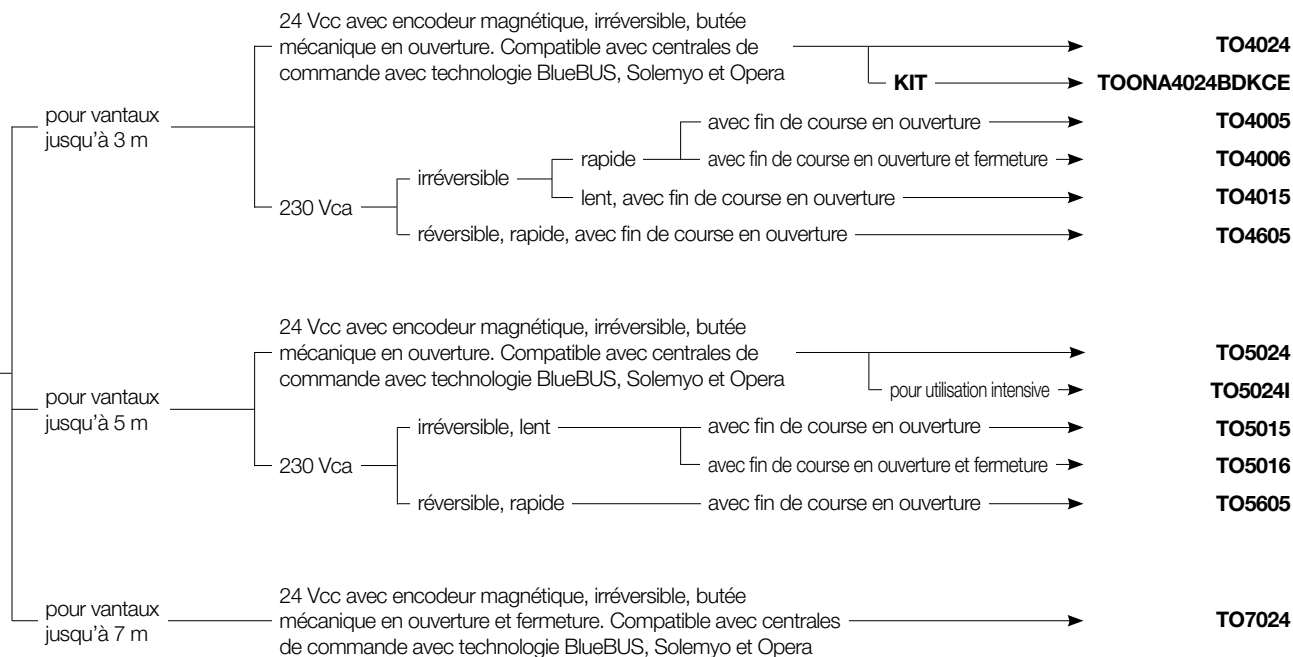 24 Vcc avec encodeur magnétique, irréversible, butée
mécanique en ouverture. Compatible avec centrales de
commande avec technologie BlueBUS, Solemyo et Opera
TO4024
KIT
TOONA4024BDKCE
pour vantaux
jusqu'à 3 m
avec fin de course en ouverture
TO4005
rapide
avec fin de course en ouverture et fermeture
TO4006
irréversible
lent, avec fin de course en ouverture
TO4015
230 Vca
réversible, rapide, avec fin de course en ouverture
TO4605
24 Vcc avec encodeur magnétique, irréversible, butée
mécanique en ouverture. Compatible avec centrales de
commande avec technologie BlueBUS, Solemyo et Opera
TO5024
pour utilisation intensive
TO5024I
pour vantaux
jusqu'à 5 m
irréversible, lent
avec fin de course en ouverture
TO5015
230 Vca
avec fin de course en ouverture et fermeture
TO5016
réversible, rapide
avec fin de course en ouverture
TO5605
pour vantaux
jusqu'à 7 m
24 Vcc avec encodeur magnétique, irréversible, butée
mécanique en ouverture et fermeture. Compatible avec centrales
de commande avec technologie BlueBUS, Solemyo et Opera
TO7024